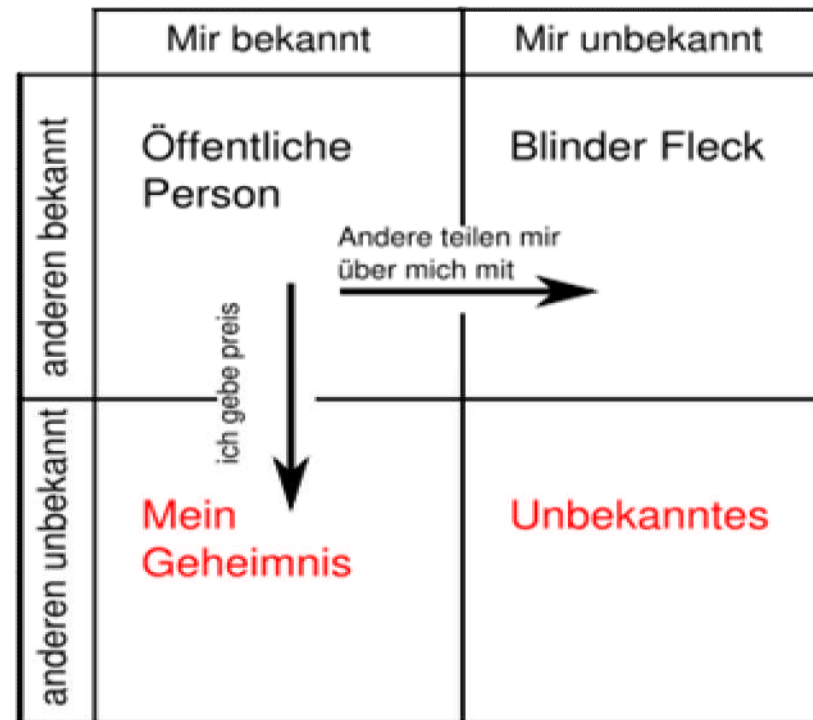 Mir bekannt
Mir unbekannt
anderen bekannt
Öffentliche
Person
Blinder Fleck
Andere teilen mir
über mich mit
ich gebe preis
anderen unbekannt
Mein
Geheimnis
Unbekanntes